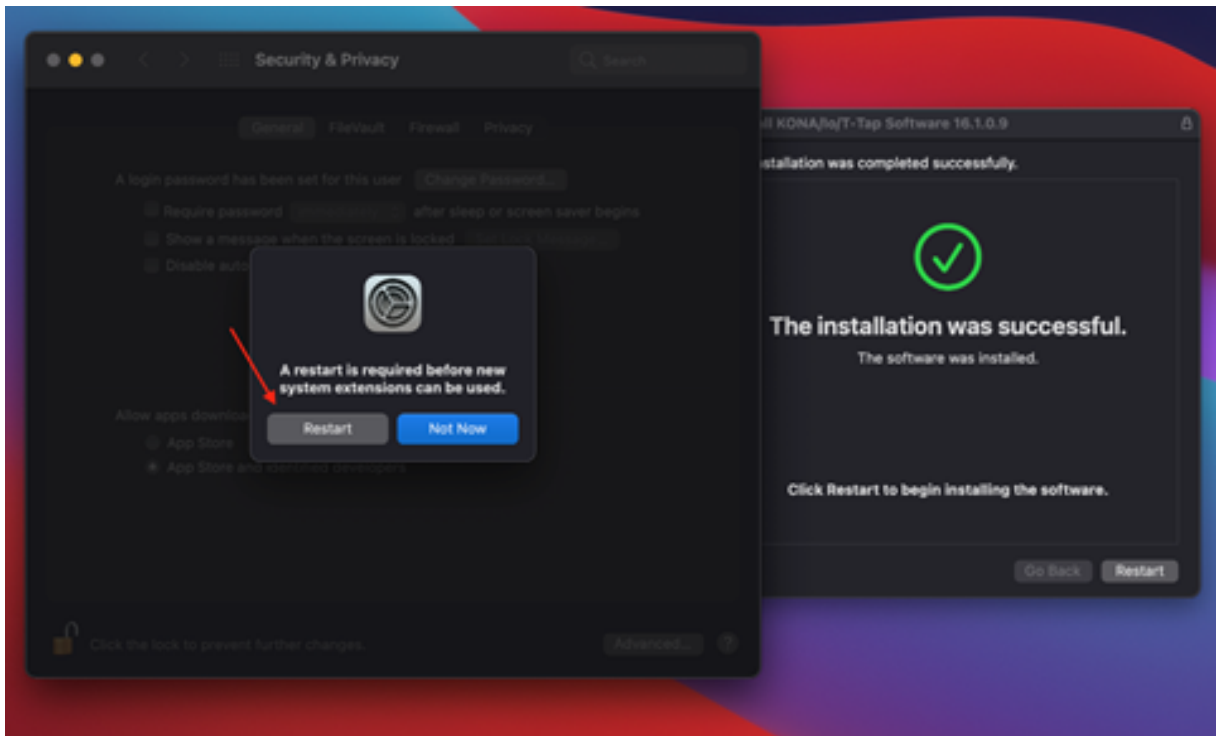 Security & Privacy
Search
General FileVault Firewall Privacy
A login password has been set for this user Change Password...
Require password after sleep or screen saver begins
Show a message when the screen is locked
Disable auto
A restart is required before new
system extensions can be used.
Restart Not Now
Allow apps downloa
App Store
App Store and identified developers
Click the lock to prevent further changes.
Advanced... ?
ll KONA/Io/T-Tap Software 16.1.0.9
stallation was completed successfully.
The installation was successful.
The software was installed.
Click Restart to begin installing the software.
Go Back Restart